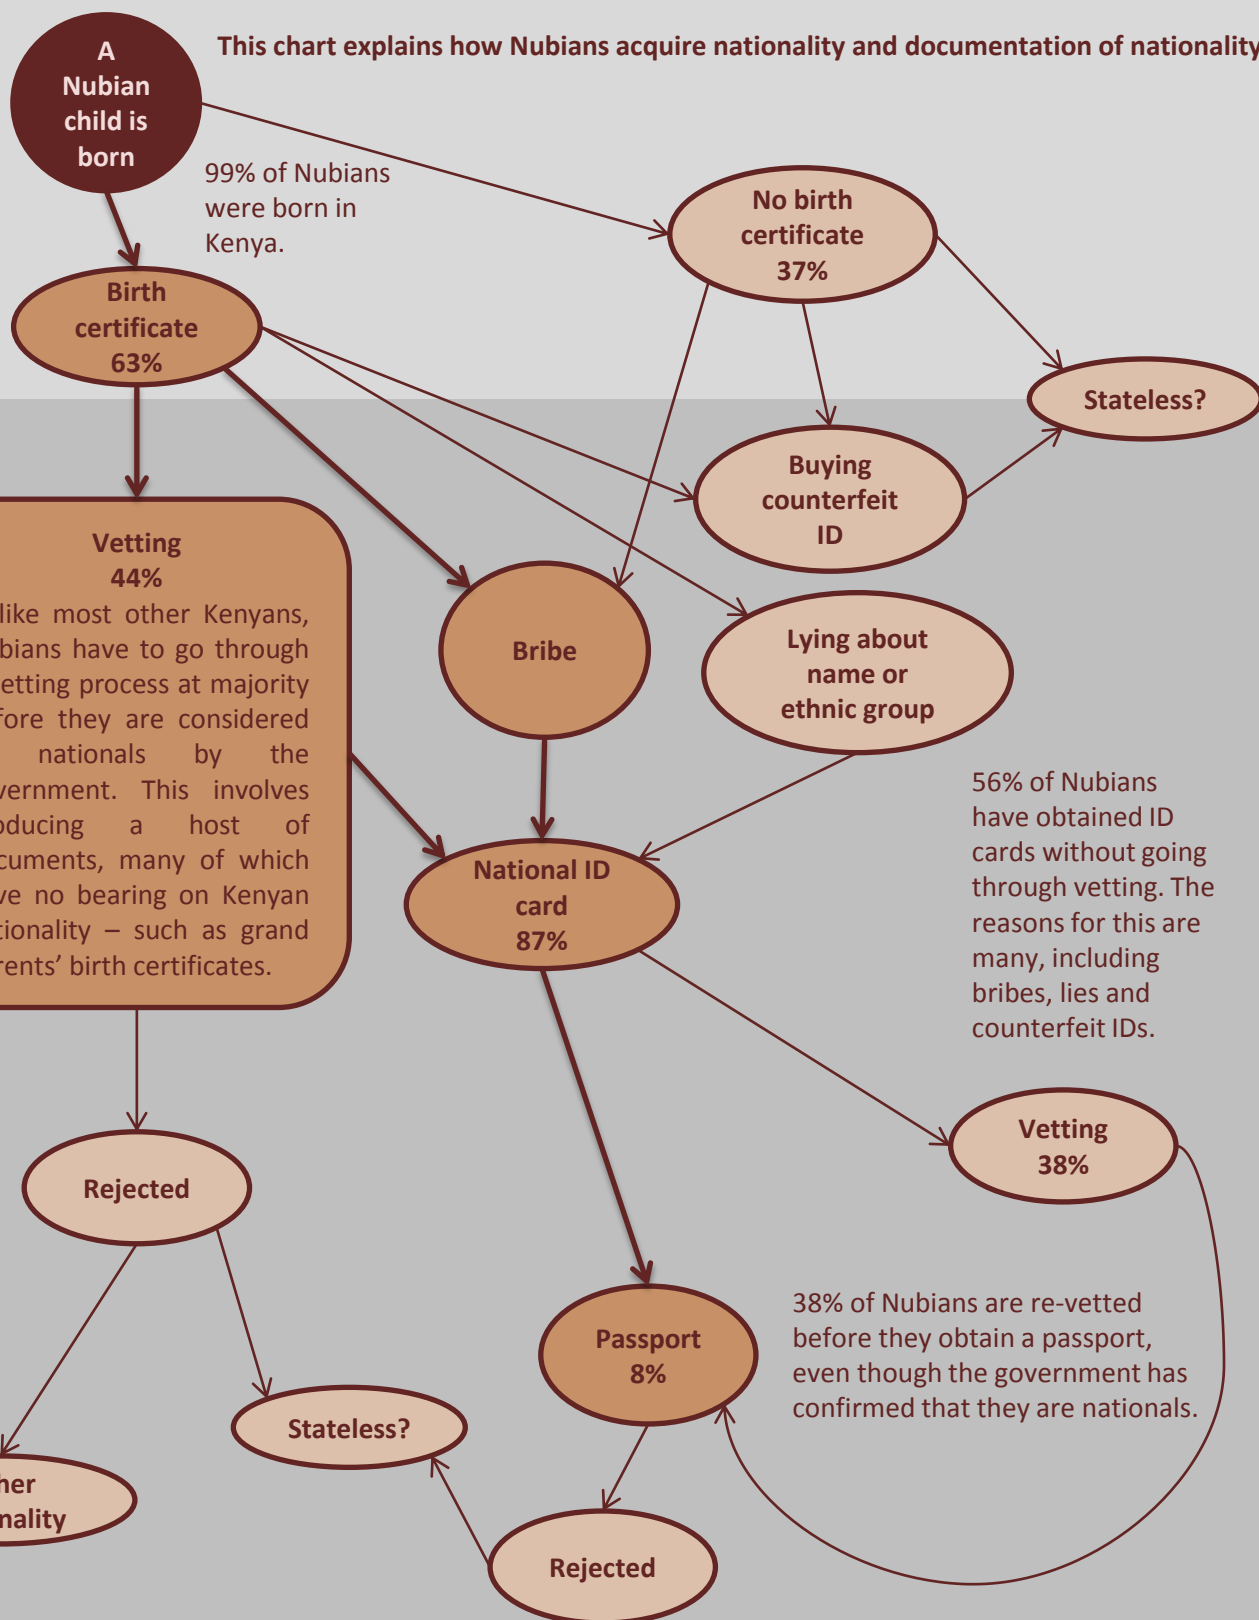 This chart explains how Nubians acquire nationality and documentation of nationality
A
Nubian
child is
born
99% of Nubians
were born in
Kenya.
No birth
certificate
37%
Birth
certificate
63%
Stateless?
Buying
counterfeit
ID
Vetting
44%
like most other Kenyans,
bians have to go through
etting process at majority
fore they are considered
nationals by the
vernment. This involves
oducing a host of
cuments, many of which
ve no bearing on Kenyan
tionality – such as grand
rents’ birth certificates.
Bribe
Lying about
name or
ethnic group
National ID
card
87%
56% of Nubians
have obtained ID
cards without going
through vetting. The
reasons for this are
many, including
bribes, lies and
counterfeit IDs.
Vetting
38%
Rejected
Passport
8%
38% of Nubians are re-vetted
before they obtain a passport,
even though the government has
confirmed that they are nationals.
Stateless?
her
nality
Rejected